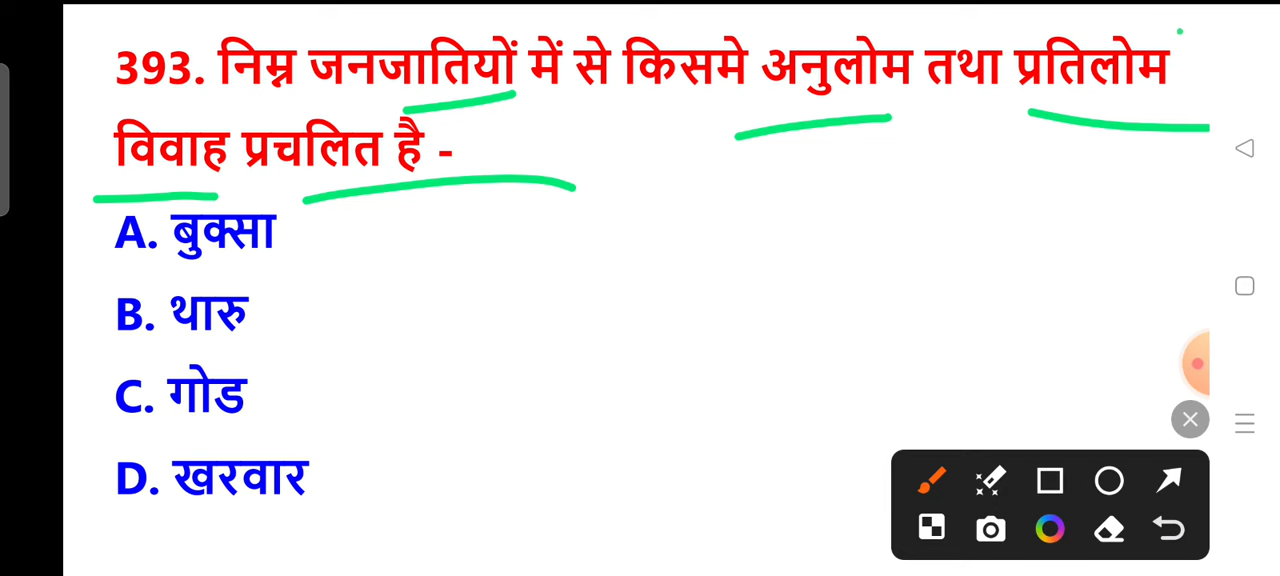 393. निम्न जनजातियों में से किसमे अनुलोम तथा प्रतिलोम
विवाह प्रचलित है -
A. बुक्सा
B. थारु
C. गोड
D. खरवार